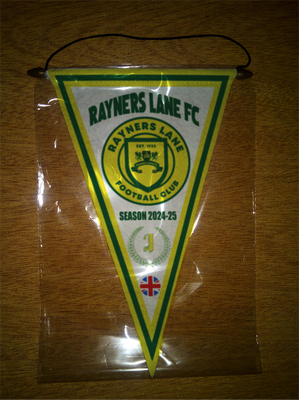 RAYNERS LANE FC
RAYNERS LANE
EST. 1933
FOOTBALL CLUB
SEASON 2024-25